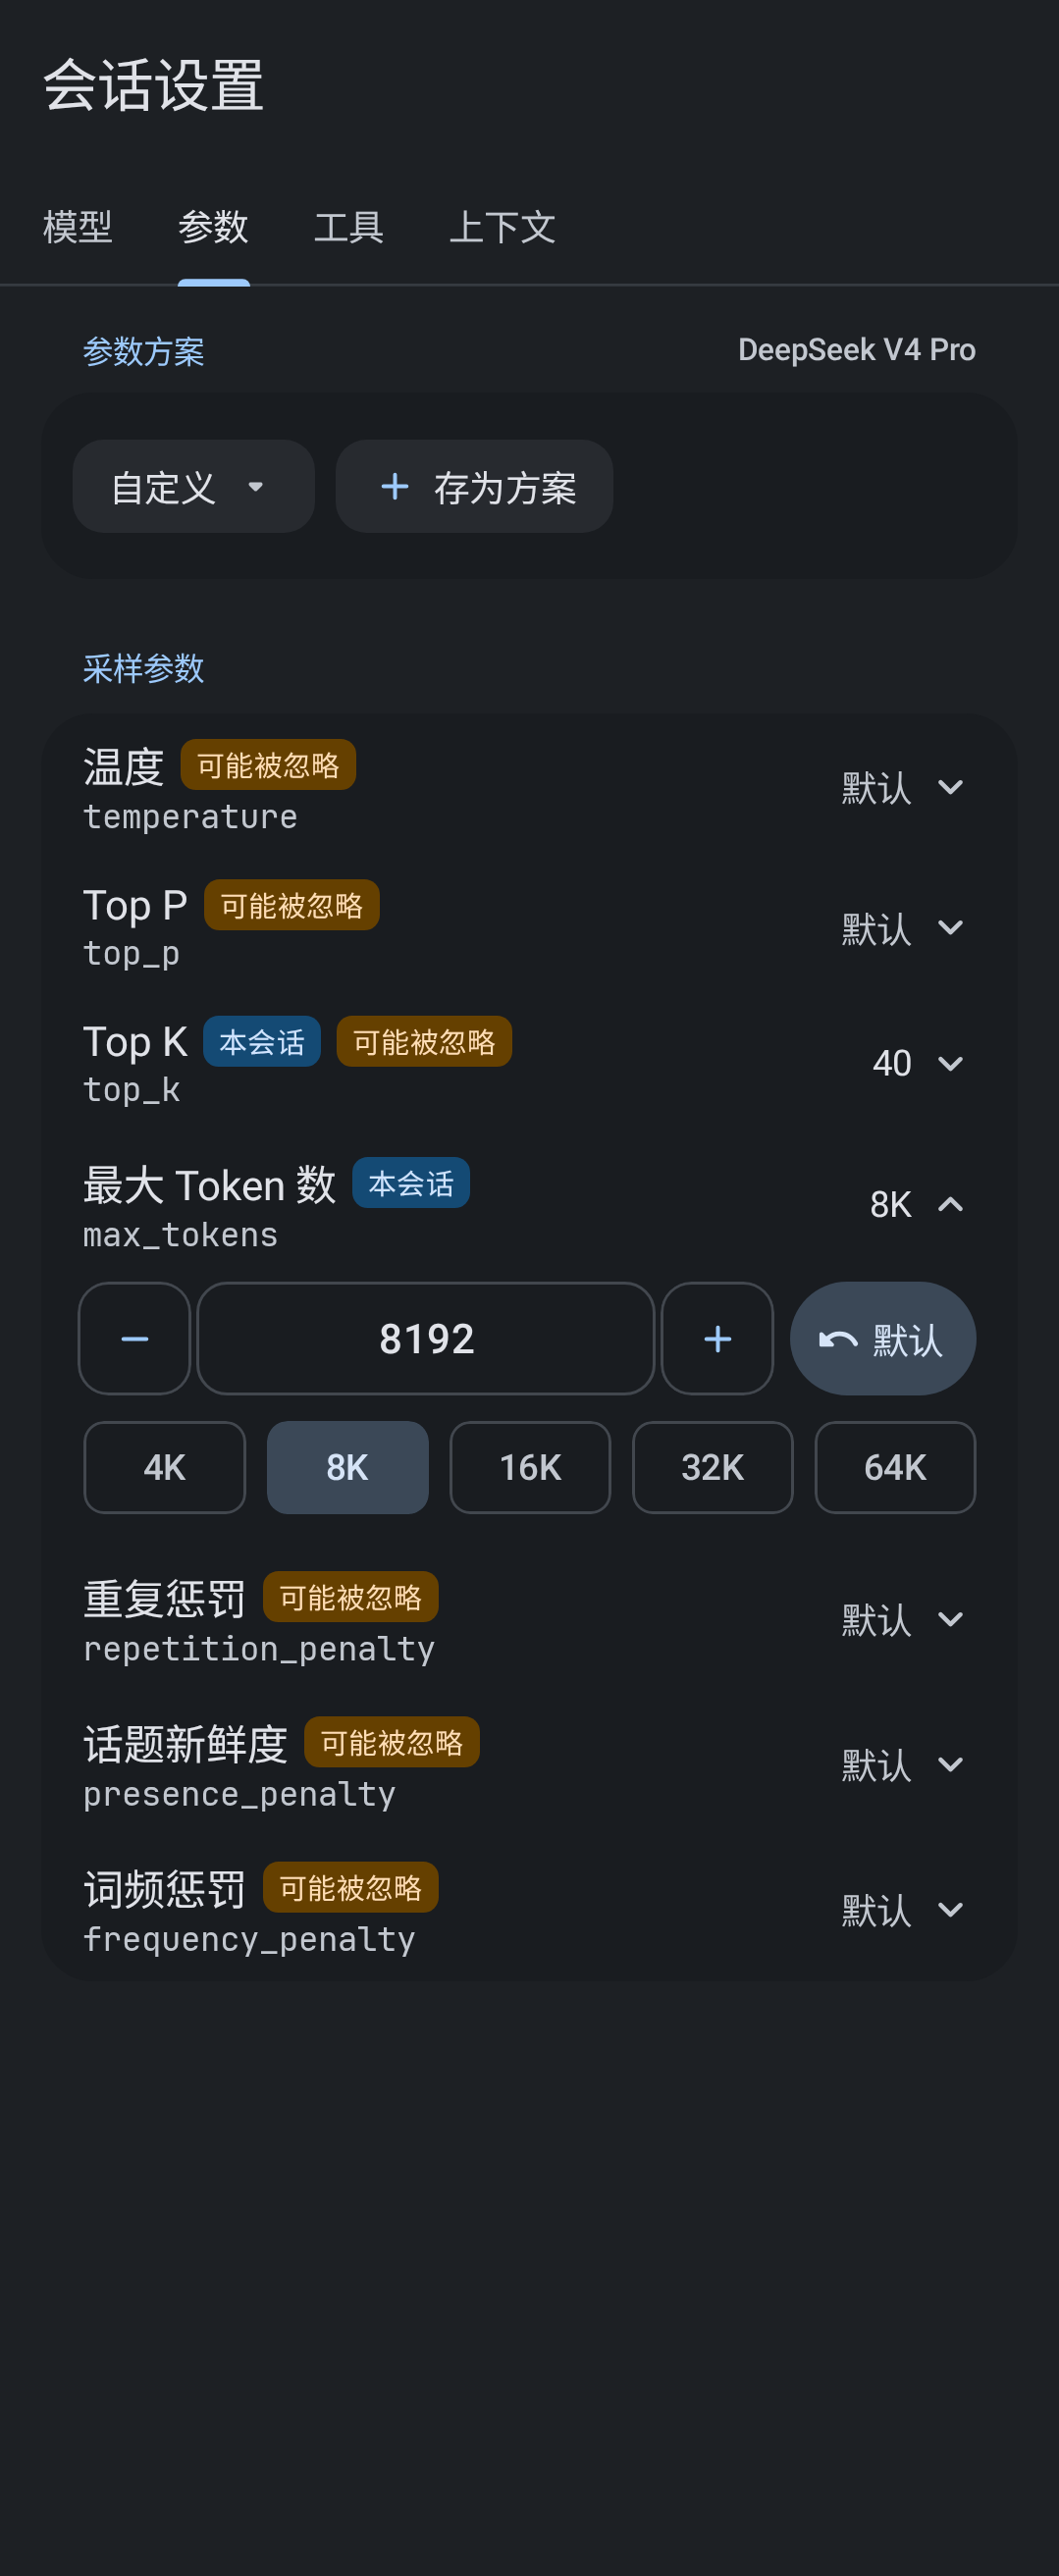 会话设置
模型 参数 工具 上下文
参数方案 DeepSeek V4 Pro
自定义 存为方案
采样参数
温度 可能被忽略 默认
temperature
Top P 可能被忽略 默认
top_p
Top K 本会话 可能被忽略 40
top_k
最大 Token 数 本会话 8K
max_tokens
8192 默认
4K 8K 16K 32K 64K
重复惩罚 可能被忽略 默认
repetition_penalty
话题新鲜度 可能被忽略 默认
presence_penalty
词频惩罚 可能被忽略 默认
frequency_penalty